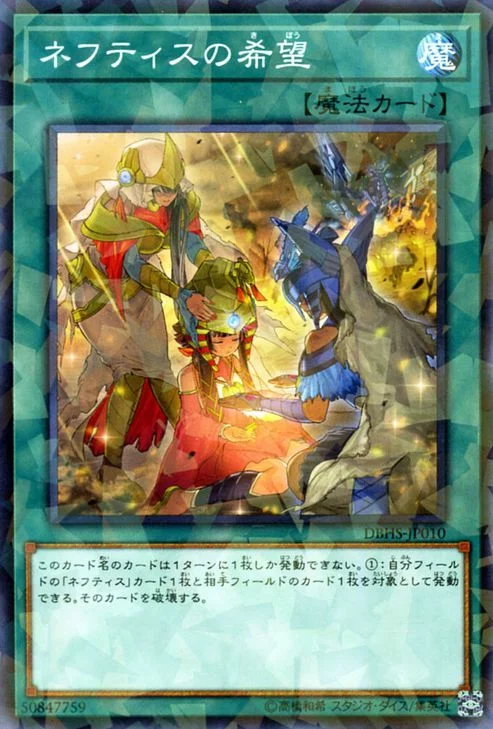 ネフティスの希望
魔
【魔法カード】
DBHS-JP010
このカード名のカードは１ターンに１枚しか発動できない。①：自分フィール
ドの「ネフティス」カード１枚と相手フィールドのカード１枚を対象として発動
できる。そのカードを破壊する。
50847759
©高橋和希 スタジオ・ダイス/集英社